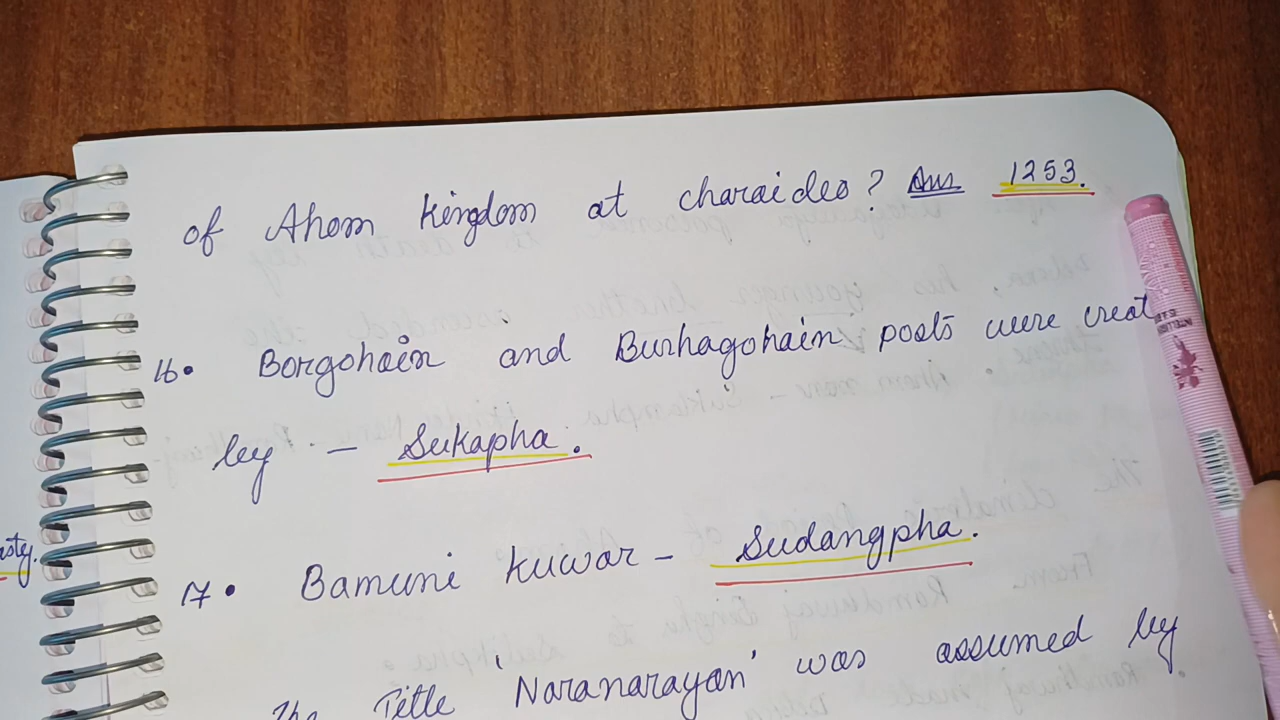 of Ahom kingdom at charaideo? Ans 1253.
16. Borgohain and Burhagohain posts were creat
by - Sukapha.
17. Bamuni kuwar - Sudangpha.
The Title 'Naranarayan' was assumed by